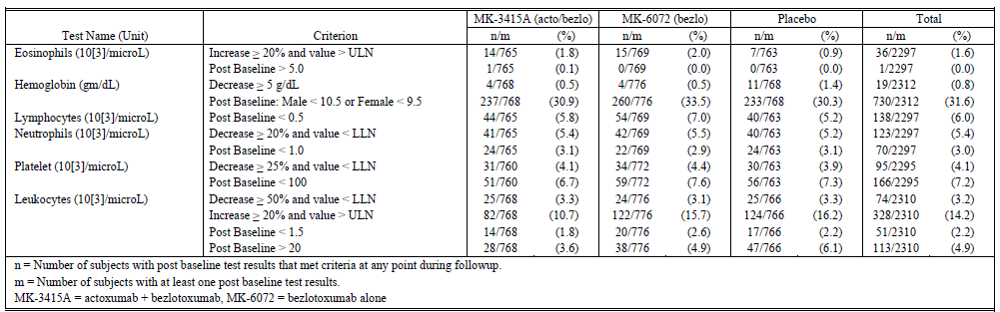 MK-3415A (acto/bezlo) MK-6072 (bezlo) Placebo Total
Test Name (Unit) Criterion n/m (%) n/m (%) n/m (%) n/m (%)
Eosinophils (10[3]/microL) Increase ≥ 20% and value > ULN 14/765 (1.8) 15/769 (2.0) 7/763 (0.9) 36/2297 (1.6)
Post Baseline > 5.0 1/765 (0.1) 0/769 (0.0) 0/763 (0.0) 1/2297 (0.0)
Hemoglobin (gm/dL) Decrease ≥ 5 g/dL 4/768 (0.5) 4/776 (0.5) 11/768 (1.4) 19/2312 (0.8)
Post Baseline: Male < 10.5 or Female < 9.5 237/768 (30.9) 260/776 (33.5) 233/768 (30.3) 730/2312 (31.6)
Lymphocytes (10[3]/microL) Post Baseline < 0.5 44/765 (5.8) 54/769 (7.0) 40/763 (5.2) 138/2297 (6.0)
Neutrophils (10[3]/microL) Decrease ≥ 20% and value < LLN 41/765 (5.4) 42/769 (5.5) 40/763 (5.2) 123/2297 (5.4)
Post Baseline < 1.0 24/765 (3.1) 22/769 (2.9) 24/763 (3.1) 70/2297 (3.0)
Platelet (10[3]/microL) Decrease ≥ 25% and value < LLN 31/760 (4.1) 34/772 (4.4) 30/763 (3.9) 95/2295 (4.1)
Post Baseline < 100 51/760 (6.7) 59/772 (7.6) 56/763 (7.3) 166/2295 (7.2)
Leukocytes (10[3]/microL) Decrease ≥ 50% and value < LLN 25/768 (3.3) 24/776 (3.1) 25/766 (3.3) 74/2310 (3.2)
Increase ≥ 20% and value > ULN 82/768 (10.7) 122/776 (15.7) 124/766 (16.2) 328/2310 (14.2)
Post Baseline < 1.5 14/768 (1.8) 20/776 (2.6) 17/766 (2.2) 51/2310 (2.2)
Post Baseline > 20 28/768 (3.6) 38/776 (4.9) 47/766 (6.1) 113/2310 (4.9)
n = Number of subjects with post baseline test results that met criteria at any point during followup.
m = Number of subjects with at least one post baseline test results.
MK-3415A = actoxumab + bezlotoxumab, MK-6072 = bezlotoxumab alone